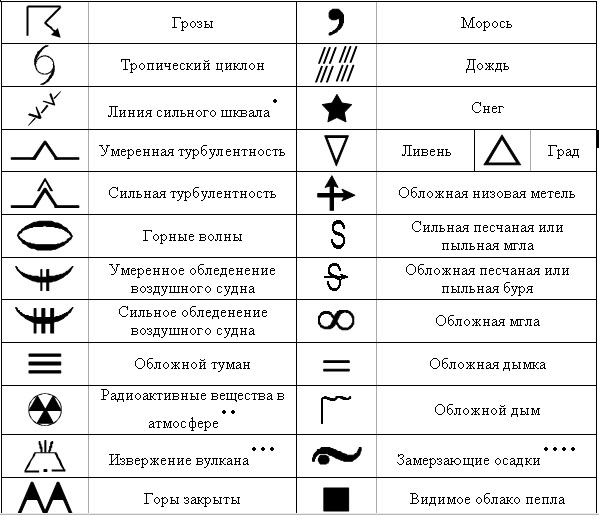 Грозы
Морось
Тропический циклон
Дождь
Линия сильного шквала•
Снег
Умеренная турбулентность
Ливень
Град
Сильная турбулентность
Обложная низовая метель
Горные волны
Сильная песчаная или
пыльная мгла
Умеренное обледенение
воздушного судна
Обложная песчаная или
пыльная буря
Сильное обледенение
воздушного судна
Обложная мгла
Обложной туман
Обложная дымка
Радиоактивные вещества в
атмосфере••
Обложной дым
Извержение вулкана•••
Замерзающие осадки••••
Горы закрыты
Видимое облако пепла